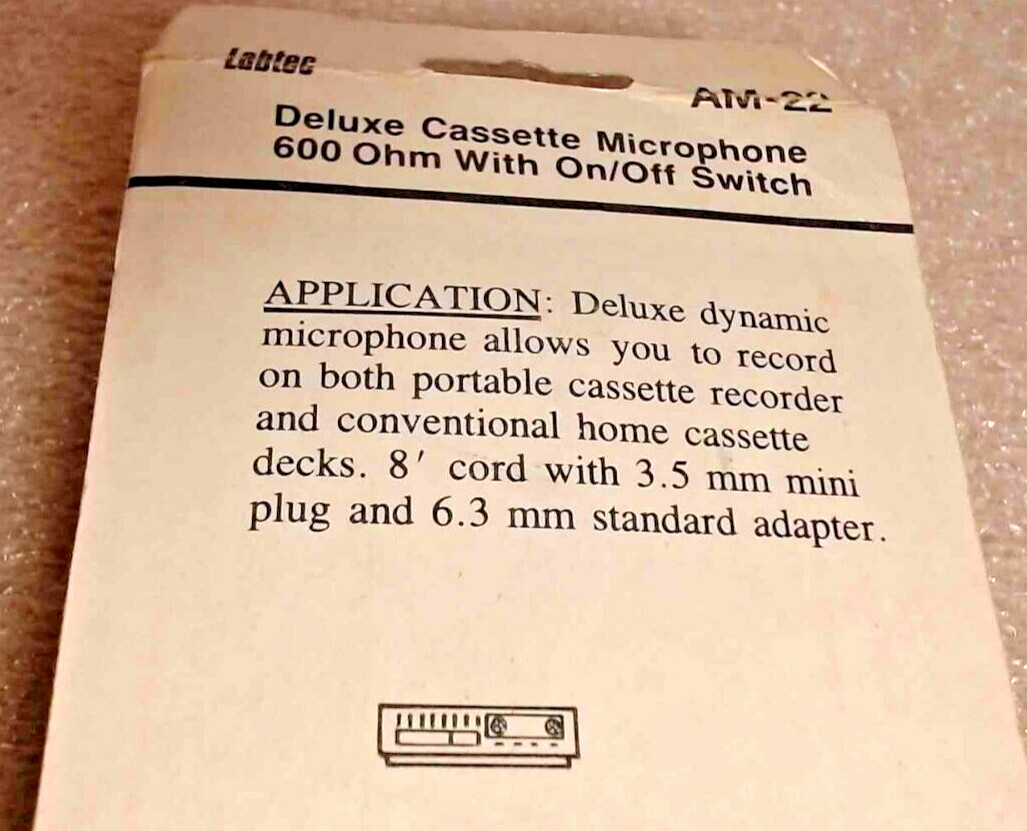 Labtec
AM-22
Deluxe Cassette Microphone
600 Ohm With On/Off Switch
APPLICATION: Deluxe dynamic
microphone allows you to record
on both portable cassette recorder
and conventional home cassette
decks. 8′ cord with 3.5 mm mini
plug and 6.3 mm standard adapter.